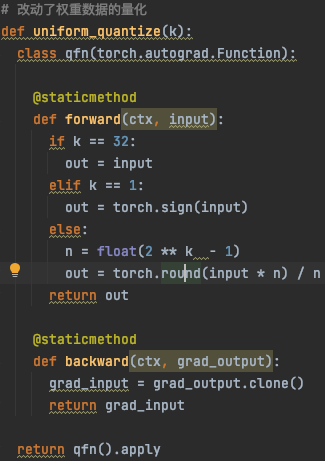 # 改动了权重数据的量化
def uniform_quantize(k):
  class qfn(torch.autograd.Function):

    @staticmethod
    def forward(ctx, input):
      if k == 32:
        out = input
      elif k == 1:
        out = torch.sign(input)
      else:
        n = float(2 ** k  - 1)
        out = torch.round(input * n) / n
      return out

    @staticmethod
    def backward(ctx, grad_output):
      grad_input = grad_output.clone()
      return grad_input

  return qfn().apply